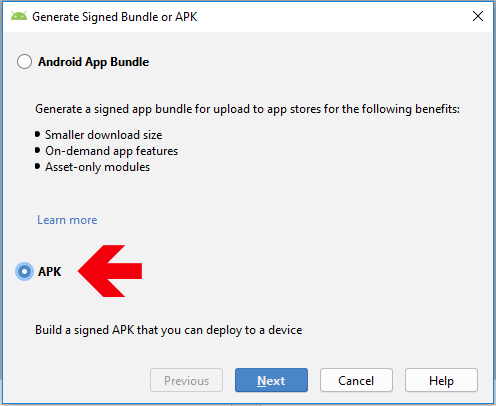 Generate Signed Bundle or APK
Android App Bundle
Generate a signed app bundle for upload to app stores for the following benefits:
• Smaller download size
• On-demand app features
• Asset-only modules
Learn more
APK
Build a signed APK that you can deploy to a device
Previous Next Cancel Help